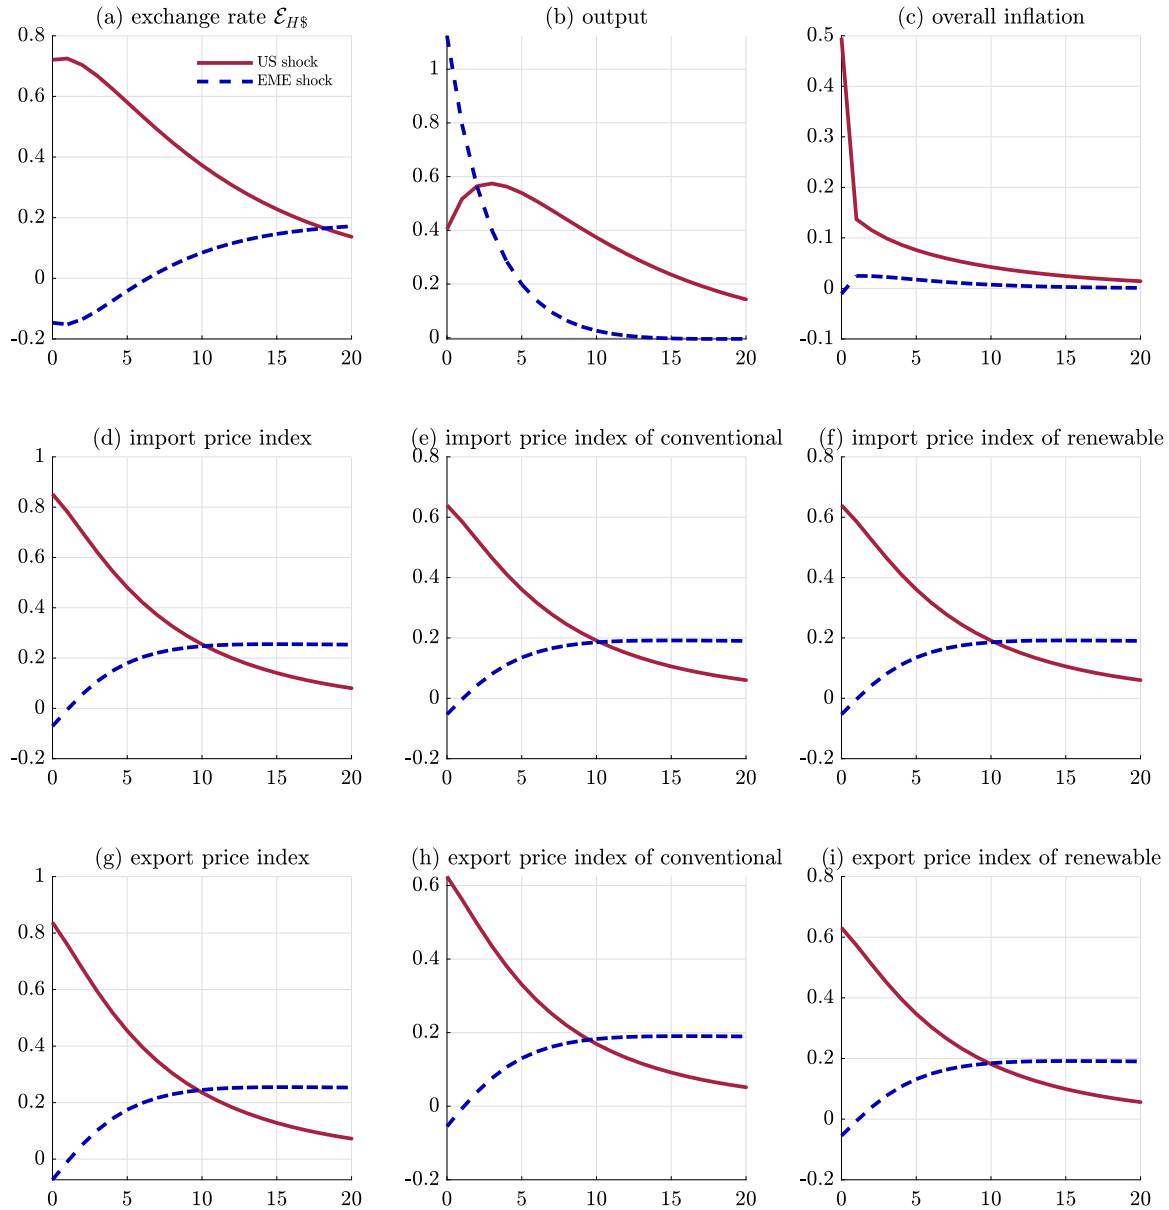 (a) exchange rate ℰ_{H$}
0.8
0.6
0.4
0.2
0
-0.2
0 5 10 15 20
US shock
EME shock
(b) output
1
0.8
0.6
0.4
0.2
0
0 5 10 15 20
(c) overall inflation
0.5
0.4
0.3
0.2
0.1
0
-0.1
0 5 10 15 20
(d) import price index
1
0.8
0.6
0.4
0.2
0
-0.2
0 5 10 15 20
(e) import price index of conventional
0.8
0.6
0.4
0.2
0
-0.2
0 5 10 15 20
(f) import price index of renewable
0.8
0.6
0.4
0.2
0
-0.2
0 5 10 15 20
(g) export price index
1
0.8
0.6
0.4
0.2
0
0 5 10 15 20
(h) export price index of conventional
0.6
0.4
0.2
0
-0.2
0 5 10 15 20
(i) export price index of renewable
0.8
0.6
0.4
0.2
0
-0.2
0 5 10 15 20